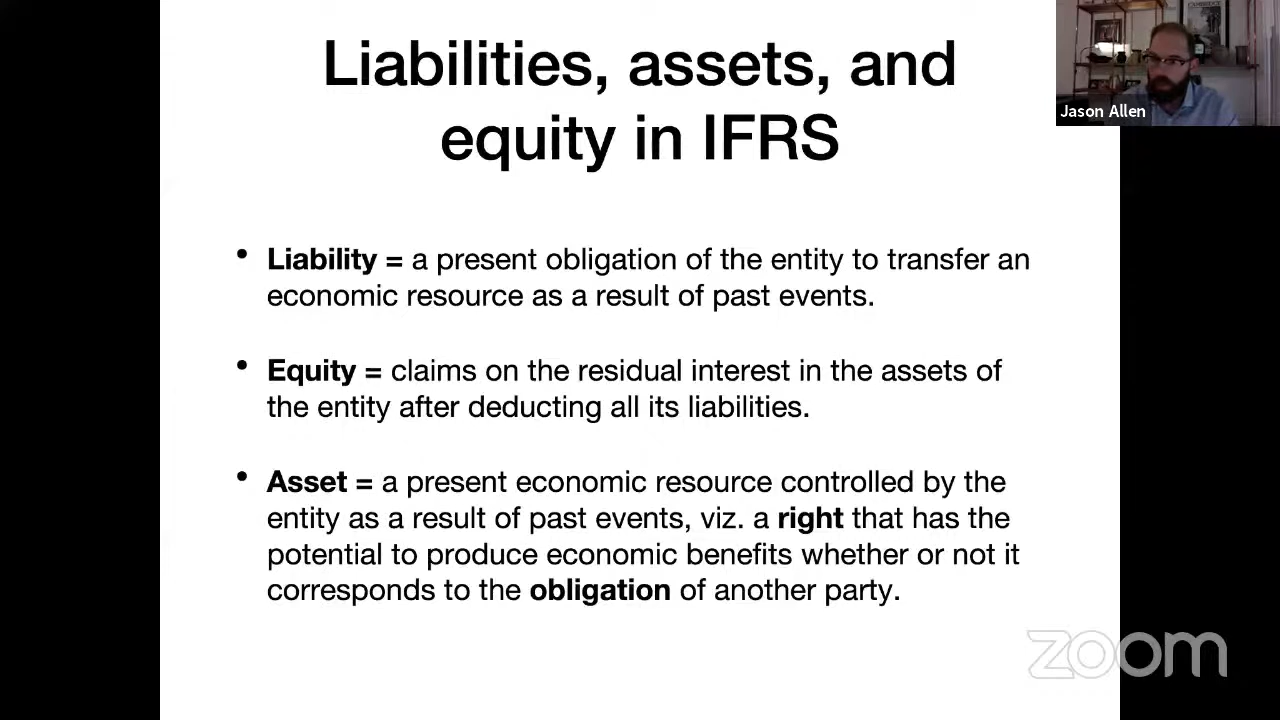 Liabilities, assets, and
equity in IFRS
Jason Allen
• Liability = a present obligation of the entity to transfer an
economic resource as a result of past events.
• Equity = claims on the residual interest in the assets of
the entity after deducting all its liabilities.
• Asset = a present economic resource controlled by the
entity as a result of past events, viz. a right that has the
potential to produce economic benefits whether or not it
corresponds to the obligation of another party.
zoom